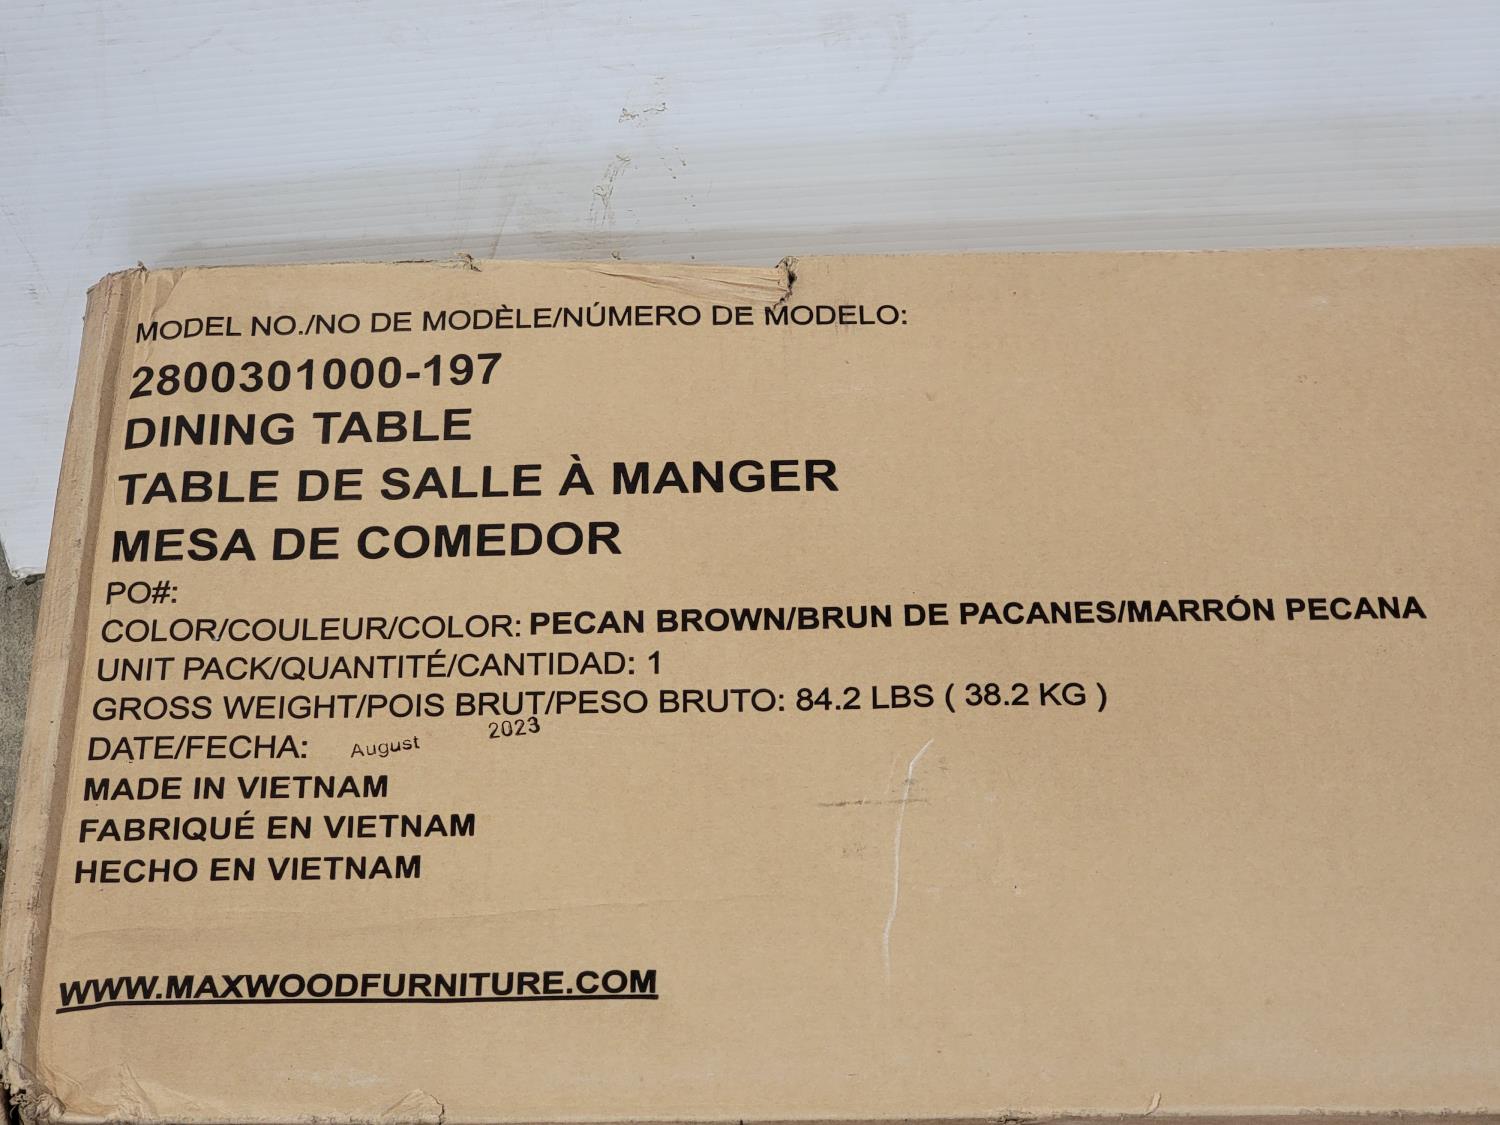 MODEL NO./NO DE MODÈLE/NÚMERO DE MODELO:
2800301000-197
DINING TABLE
TABLE DE SALLE À MANGER
MESA DE COMEDOR
PO#:
COLOR/COULEUR/COLOR: PECAN BROWN/BRUN DE PACANES/MARRÓN PECANA
UNIT PACK/QUANTITÉ/CANTIDAD: 1
GROSS WEIGHT/POIS BRUT/PESO BRUTO: 84.2 LBS ( 38.2 KG )
DATE/FECHA: August 2023
MADE IN VIETNAM
FABRIQUÉ EN VIETNAM
HECHO EN VIETNAM
WWW.MAXWOODFURNITURE.COM